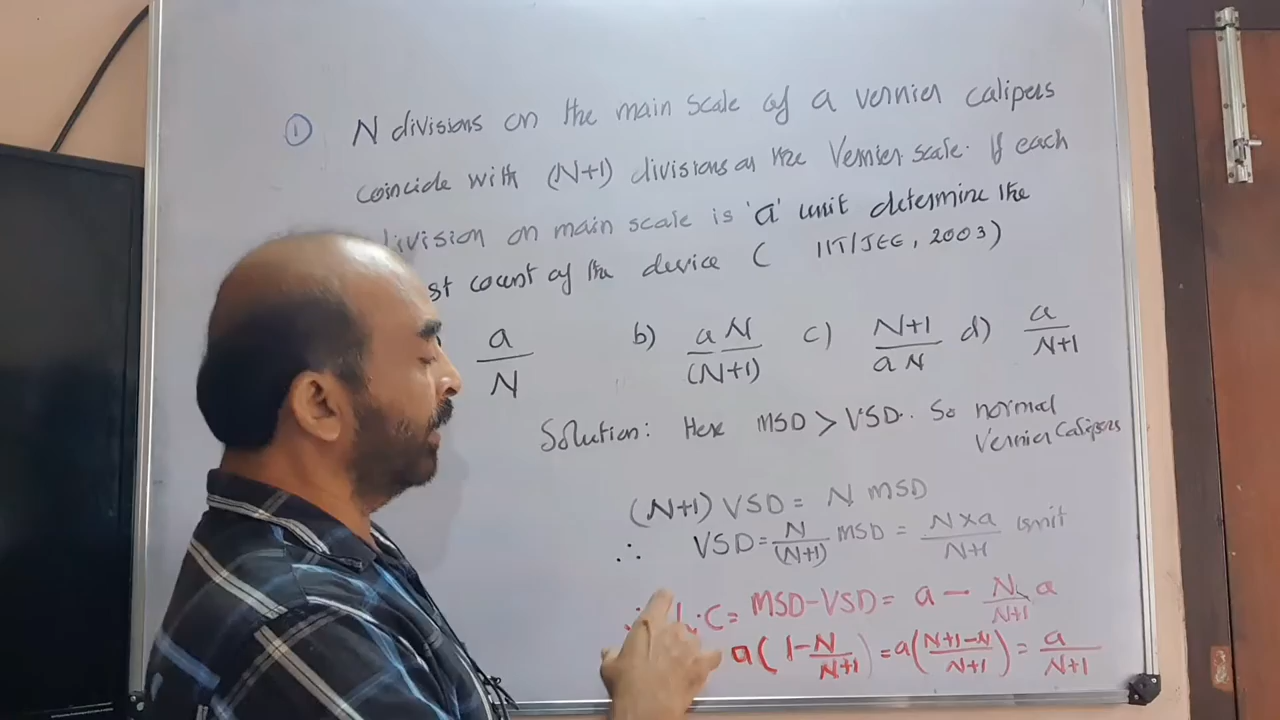 ① N divisions on the main scale of a vernier calipers
coincide with (N+1) divisions on the Vernier scale. If each
division on main scale is 'a' unit determine the
st count of the device ( IIT/JEE, 2003)
a/N b) aN/(N+1) c) N+1/aN d) a/N+1
Solution: Here MSD > VSD. So normal
Vernier Calipers
(N+1) VSD = N MSD
∴ VSD = N/(N+1) MSD = N×a/N+1 unit
∴ L.C = MSD-VSD = a - N/N+1 a
a(1-N/N+1) = a(N+1-N/N+1) = a/N+1